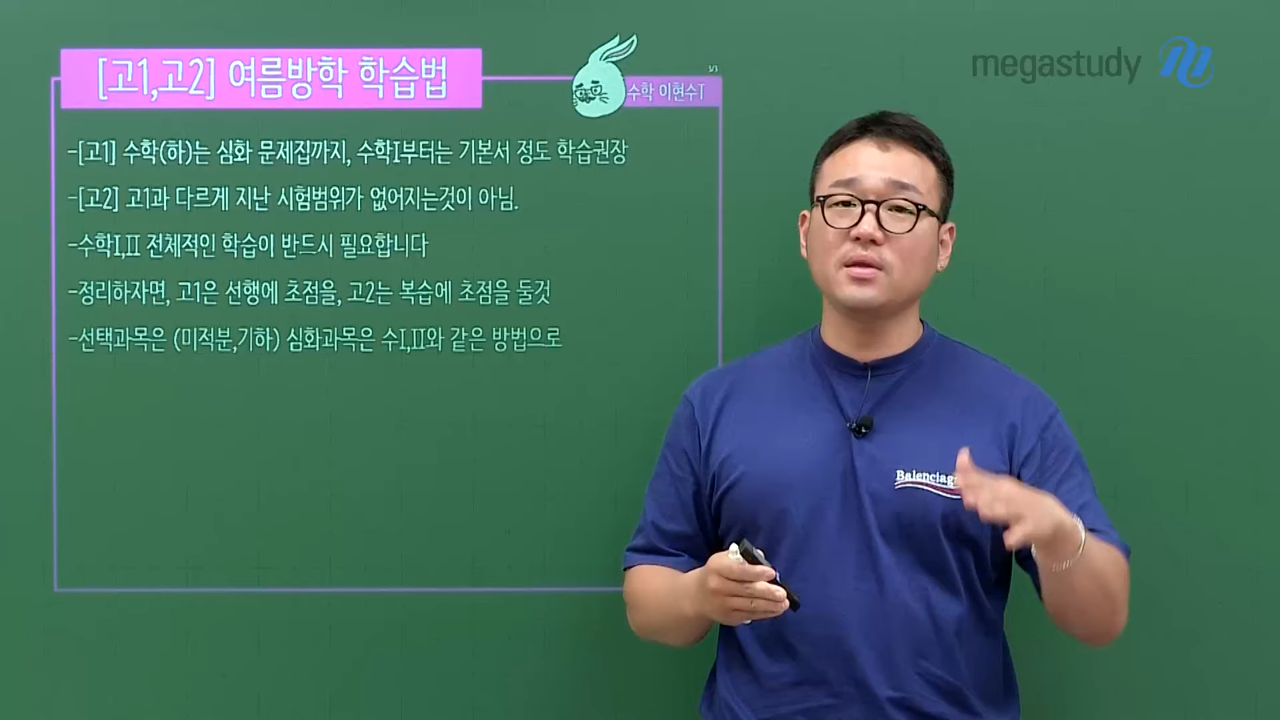 megastudy
[고1,고2] 여름방학 학습법
3/3
수학 이현수T
-[고1] 수학(하)는 심화 문제집까지, 수학I부터는 기본서 정도 학습권장
-[고2] 고1과 다르게 지난 시험범위가 없어지는것이 아님.
-수학I,II 전체적인 학습이 반드시 필요합니다
-정리하자면, 고1은 선행에 초점을, 고2는 복습에 초점을 둘것
-선택과목은 (미적분,기하) 심화과목은 수I,II와 같은 방법으로